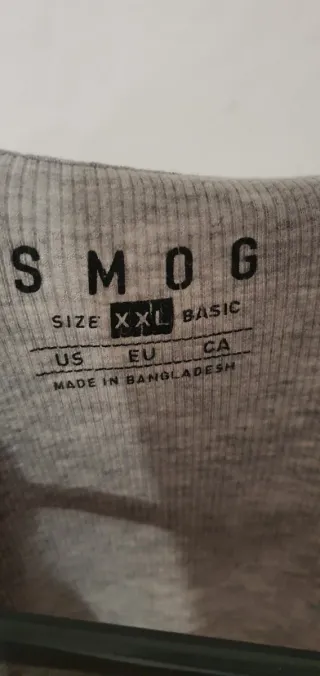 SMOG
SIZE XXL BASIC
US EU CA
MADE IN BANGLADESH